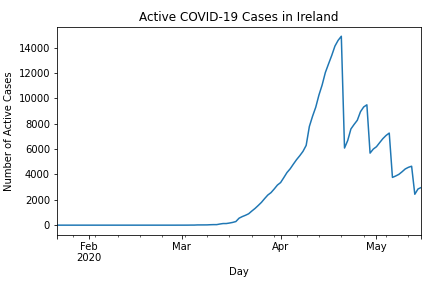 Active COVID-19 Cases in Ireland
Number of Active Cases
14000
12000
10000
8000
6000
4000
2000
0
Feb
2020
Mar
Apr
May
Day